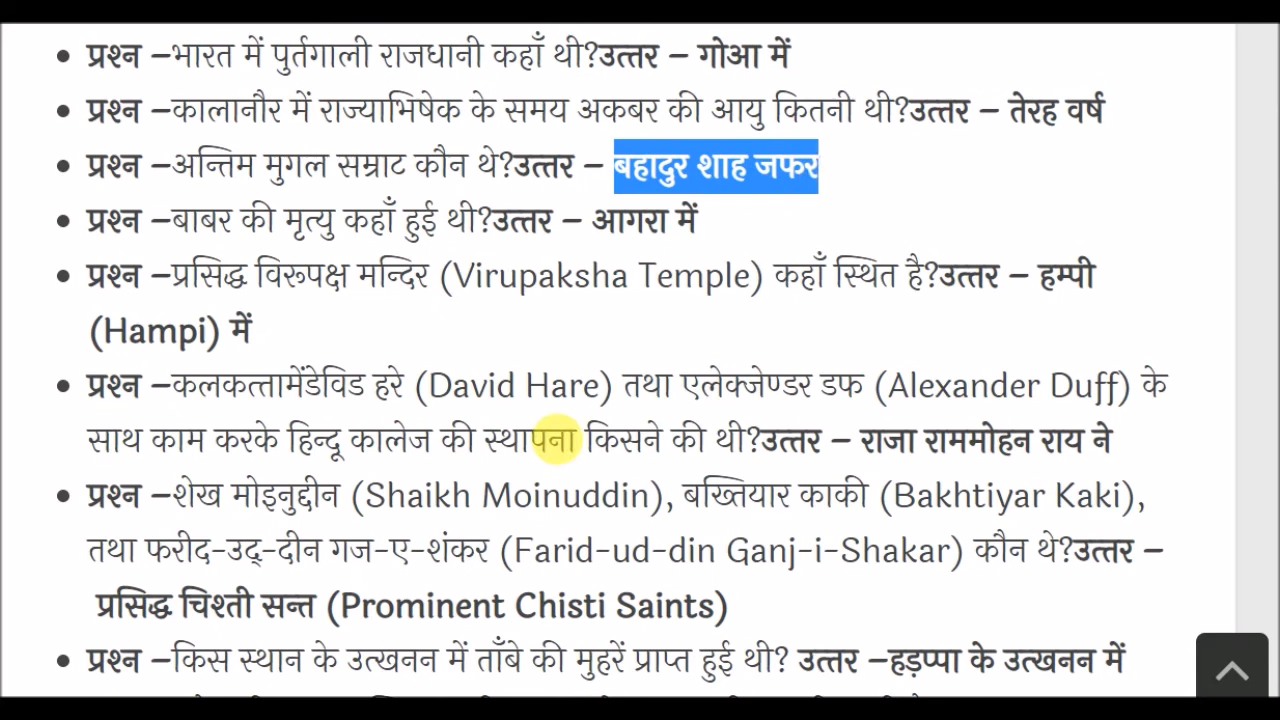 प्रश्न –भारत में पुर्तगाली राजधानी कहाँ थी?उत्तर – गोआ में
प्रश्न –कालानौर में राज्याभिषेक के समय अकबर की आयु कितनी थी?उत्तर – तेरह वर्ष
प्रश्न –अन्तिम मुगल सम्राट कौन थे?उत्तर – बहादुर शाह जफर
प्रश्न –बाबर की मृत्यु कहाँ हुई थी?उत्तर – आगरा में
प्रश्न –प्रसिद्ध विरूपक्ष मन्दिर (Virupaksha Temple) कहाँ स्थित है?उत्तर – हम्पी
(Hampi) में
प्रश्न –कलकत्तामेंडेविड हरे (David Hare) तथा एलेक्जेण्डर डफ (Alexander Duff) के
साथ काम करके हिन्दू कालेज की स्थापना किसने की थी?उत्तर – राजा राममोहन राय ने
प्रश्न –शेख मोइनुद्दीन (Shaikh Moinuddin), बख्तियार काकी (Bakhtiyar Kaki),
तथा फरीद-उद्-दीन गज-ए-शंकर (Farid-ud-din Ganj-i-Shakar) कौन थे?उत्तर –
प्रसिद्ध चिश्ती सन्त (Prominent Chisti Saints)
प्रश्न –किस स्थान के उत्खनन में ताँबे की मुहरें प्राप्त हुई थी? उत्तर –हड़प्पा के उत्खनन में